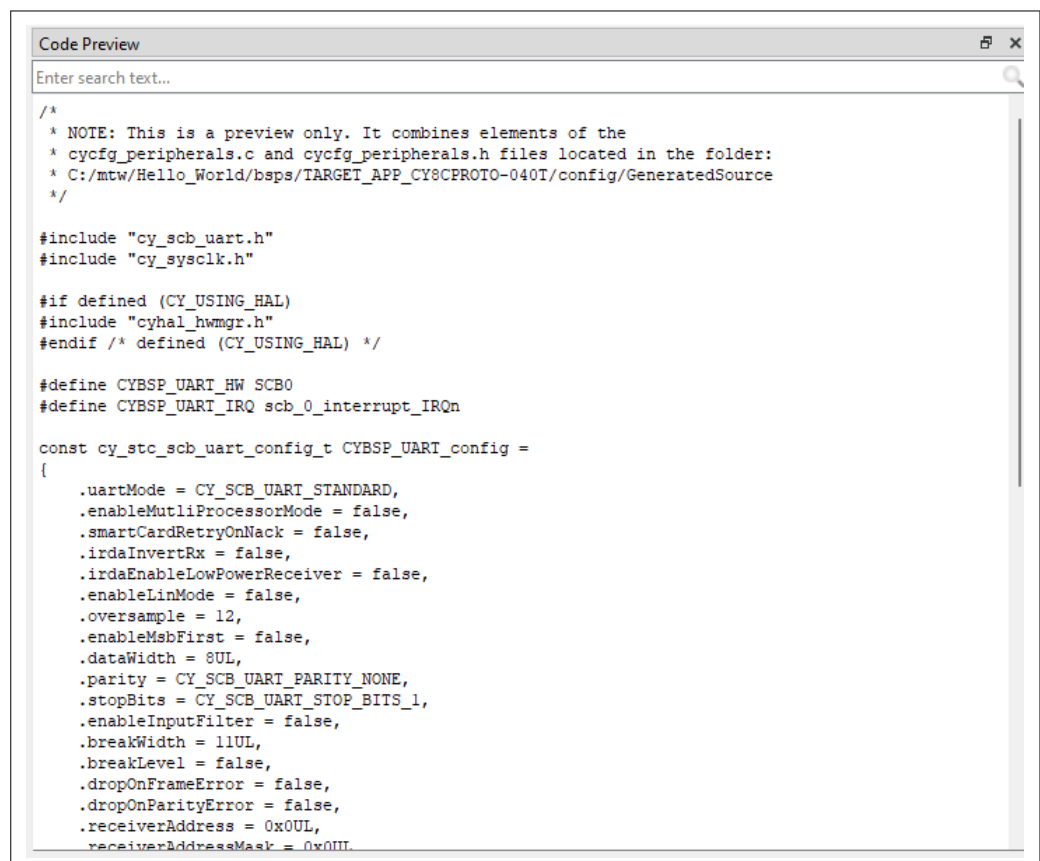 Code Preview
Enter search text...
/*
 * NOTE: This is a preview only. It combines elements of the
 * cycfg_peripherals.c and cycfg_peripherals.h files located in the folder:
 * C:/mtw/Hello_World/bsps/TARGET_APP_CY8CPROTO-040T/config/GeneratedSource
 */
#include "cy_scb_uart.h"
#include "cy_sysclk.h"
#if defined (CY_USING_HAL)
#include "cyhal_hwmgr.h"
#endif /* defined (CY_USING_HAL) */
#define CYBSP_UART_HW SCB0
#define CYBSP_UART_IRQ scb_0_interrupt_IRQn
const cy_stc_scb_uart_config_t CYBSP_UART_config =
{
    .uartMode = CY_SCB_UART_STANDARD,
    .enableMutliProcessorMode = false,
    .smartCardRetryOnNack = false,
    .irdaInvertRx = false,
    .irdaEnableLowPowerReceiver = false,
    .enableLinMode = false,
    .oversample = 12,
    .enableMsbFirst = false,
    .dataWidth = 8UL,
    .parity = CY_SCB_UART_PARITY_NONE,
    .stopBits = CY_SCB_UART_STOP_BITS_1,
    .enableInputFilter = false,
    .breakWidth = 11UL,
    .breakLevel = false,
    .dropOnFrameError = false,
    .dropOnParityError = false,
    .receiverAddress = 0x0UL,
    .receiverAddressMask = 0x0UL,